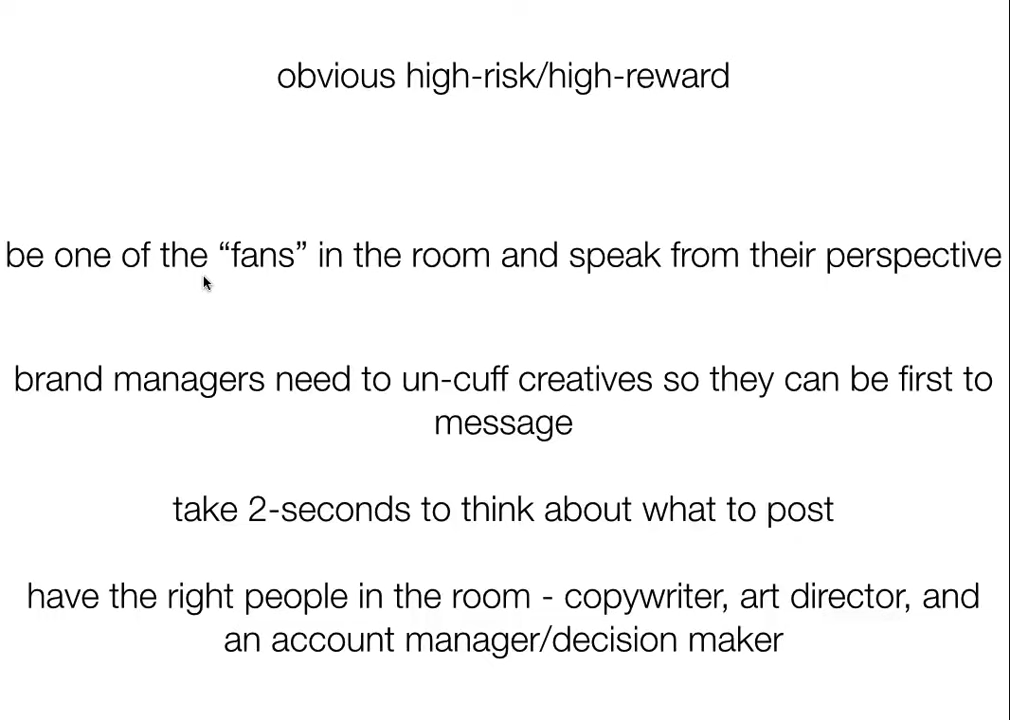 obvious high-risk/high-reward
be one of the “fans” in the room and speak from their perspective
brand managers need to un-cuff creatives so they can be first to
message
take 2-seconds to think about what to post
have the right people in the room - copywriter, art director, and
an account manager/decision maker